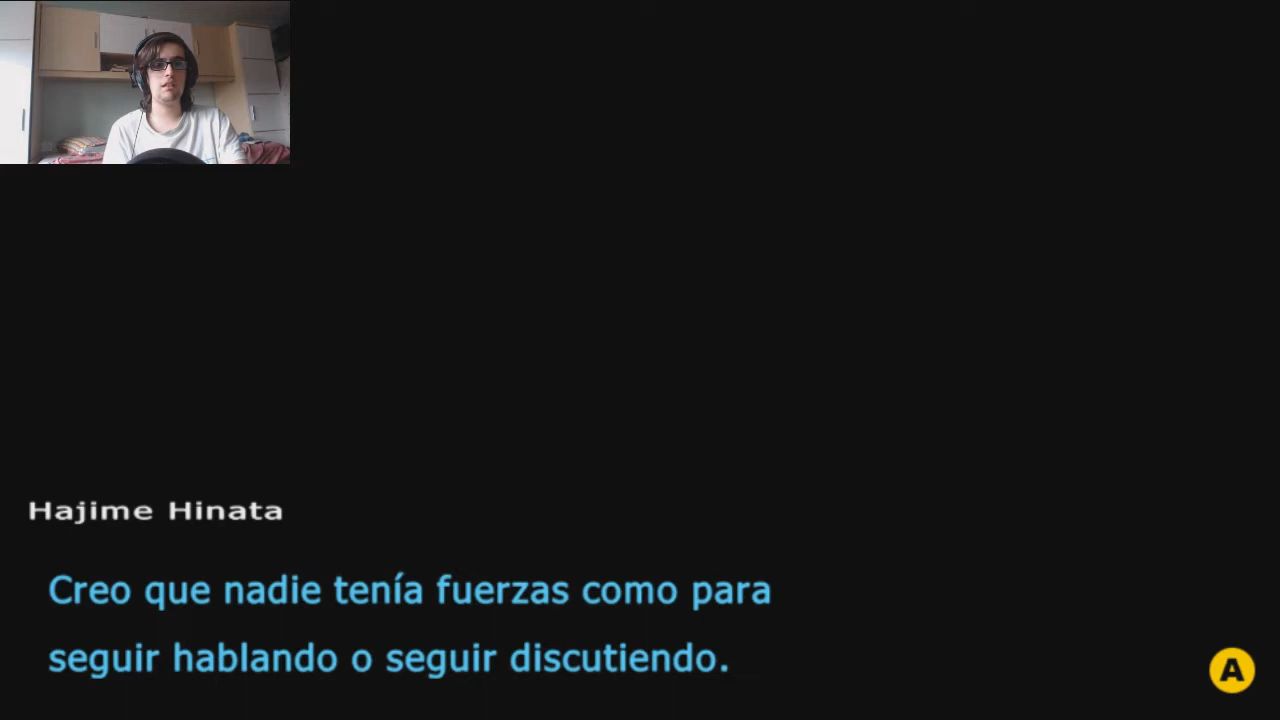 Hajime Hinata
Creo que nadie tenía fuerzas como para
seguir hablando o seguir discutiendo.
A